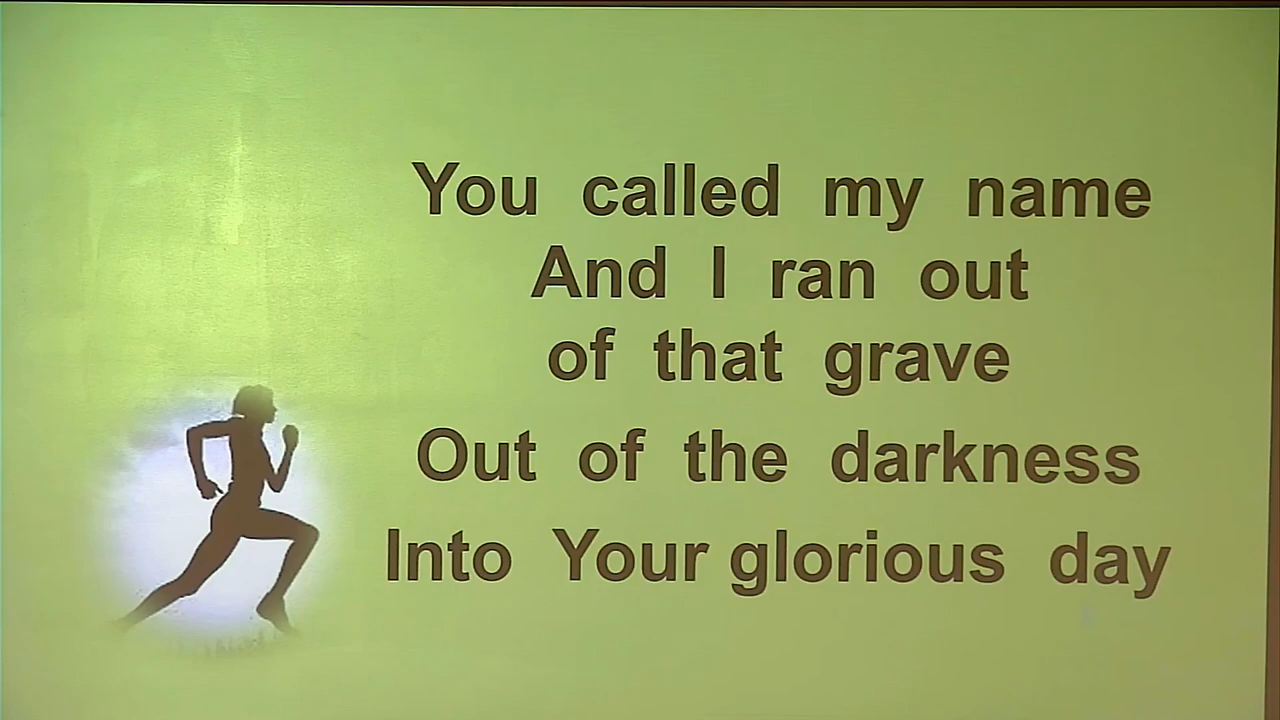 You called my name
And I ran out
of that grave
Out of the darkness
Into Your glorious day